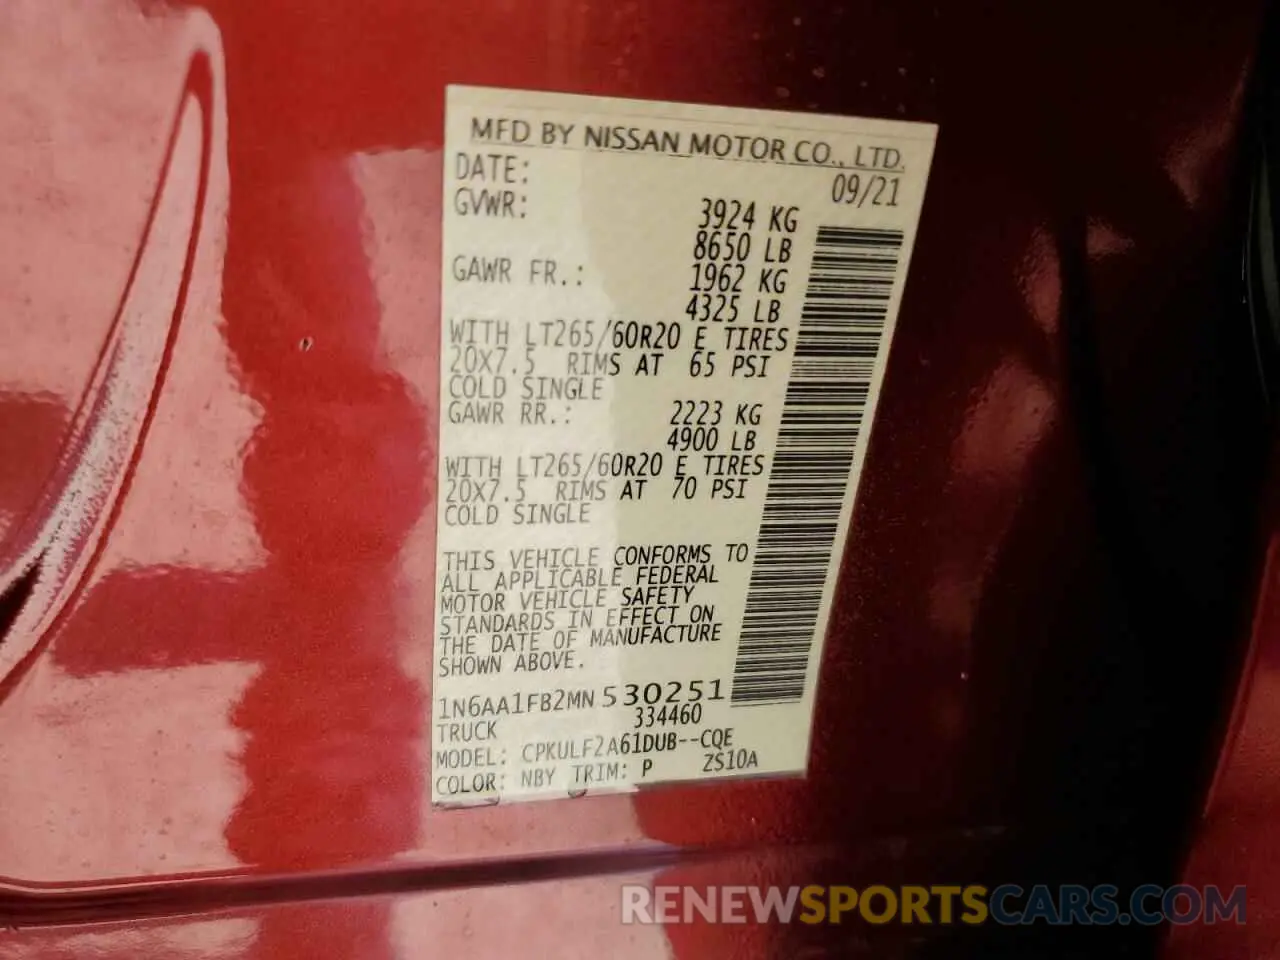 MFD BY NISSAN MOTOR CO., LTD.
DATE: 09/21
GVWR: 3924 KG
8650 LB
GAWR FR.: 1962 KG
4325 LB
WITH LT265/60R20 E TIRES
20X7.5 RIMS AT 65 PSI
COLD SINGLE
GAWR RR.: 2223 KG
4900 LB
WITH LT265/60R20 E TIRES
20X7.5 RIMS AT 70 PSI
COLD SINGLE
THIS VEHICLE CONFORMS TO
ALL APPLICABLE FEDERAL
MOTOR VEHICLE SAFETY
STANDARDS IN EFFECT ON
THE DATE OF MANUFACTURE
SHOWN ABOVE.
1N6AA1FB2MN530251
TRUCK 334460
MODEL: CPKULF2A61DUB--CQE
COLOR: NBY TRIM: P ZS10A
RENEWSPORTSCARS.COM